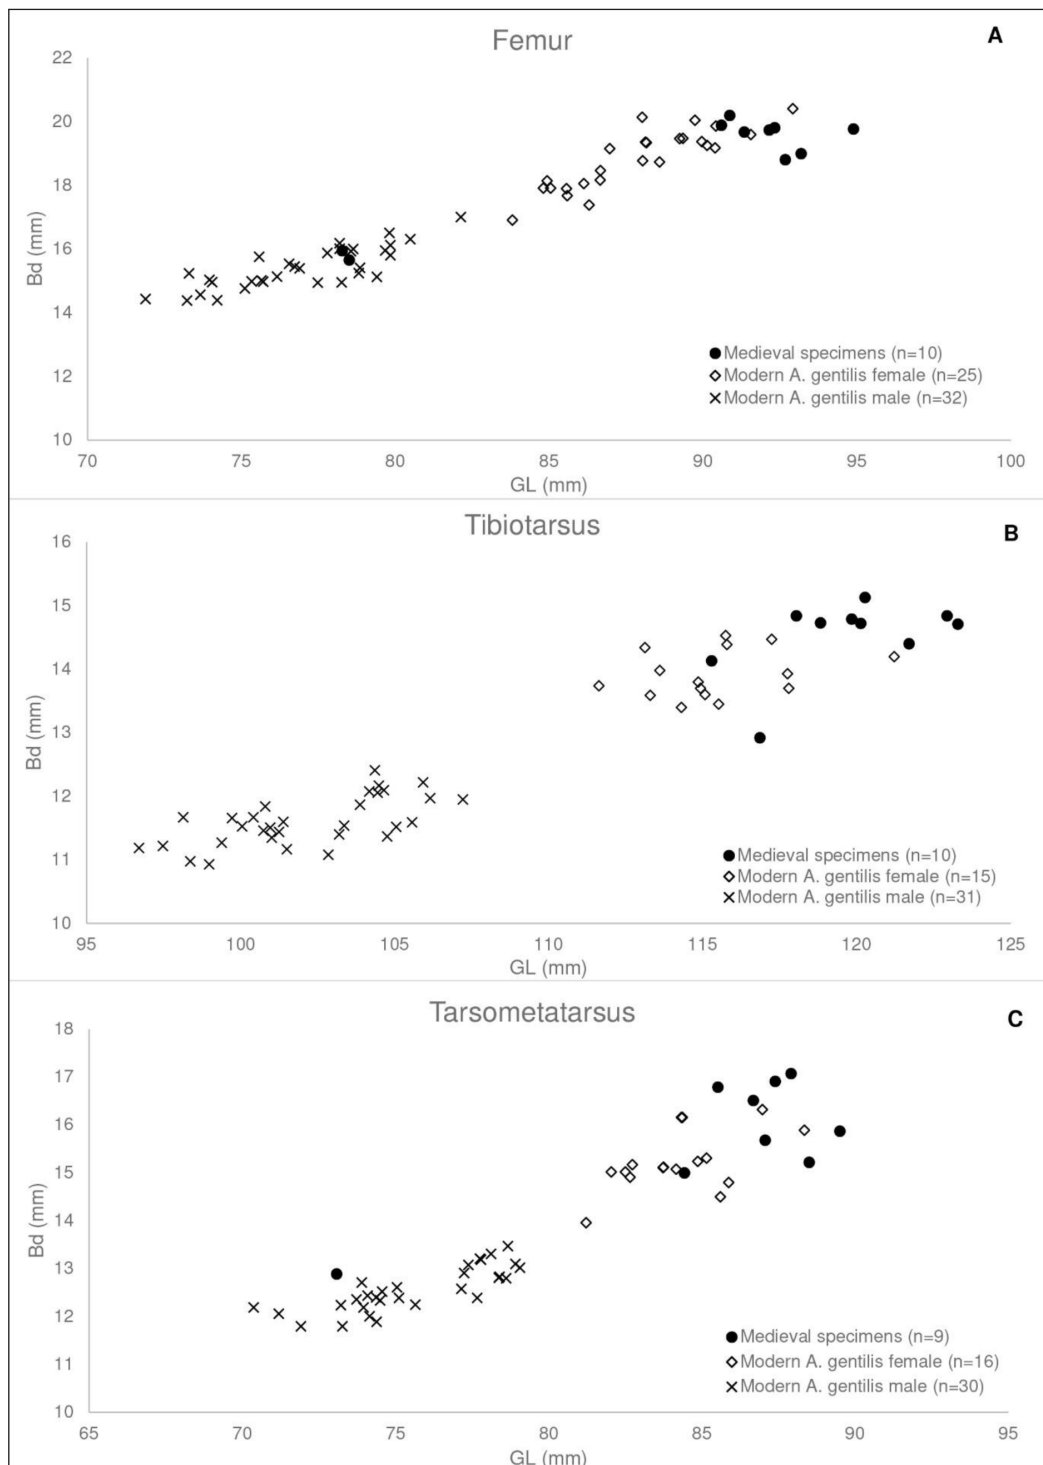 Femur
A
22
20
18
16
14
12
10
Bd (mm)
Medieval specimens (n=10)
Modern A. gentilis female (n=25)
Modern A. gentilis male (n=32)
70 75 80 85 90 95 100
GL (mm)
Tibiotarsus
B
16
15
14
13
12
11
10
Bd (mm)
Medieval specimens (n=10)
Modern A. gentilis female (n=15)
Modern A. gentilis male (n=31)
95 100 105 110 115 120 125
GL (mm)
Tarsometatarsus
C
18
17
16
15
14
13
12
11
10
Bd (mm)
Medieval specimens (n=9)
Modern A. gentilis female (n=16)
Modern A. gentilis male (n=30)
65 70 75 80 85 90 95
GL (mm)